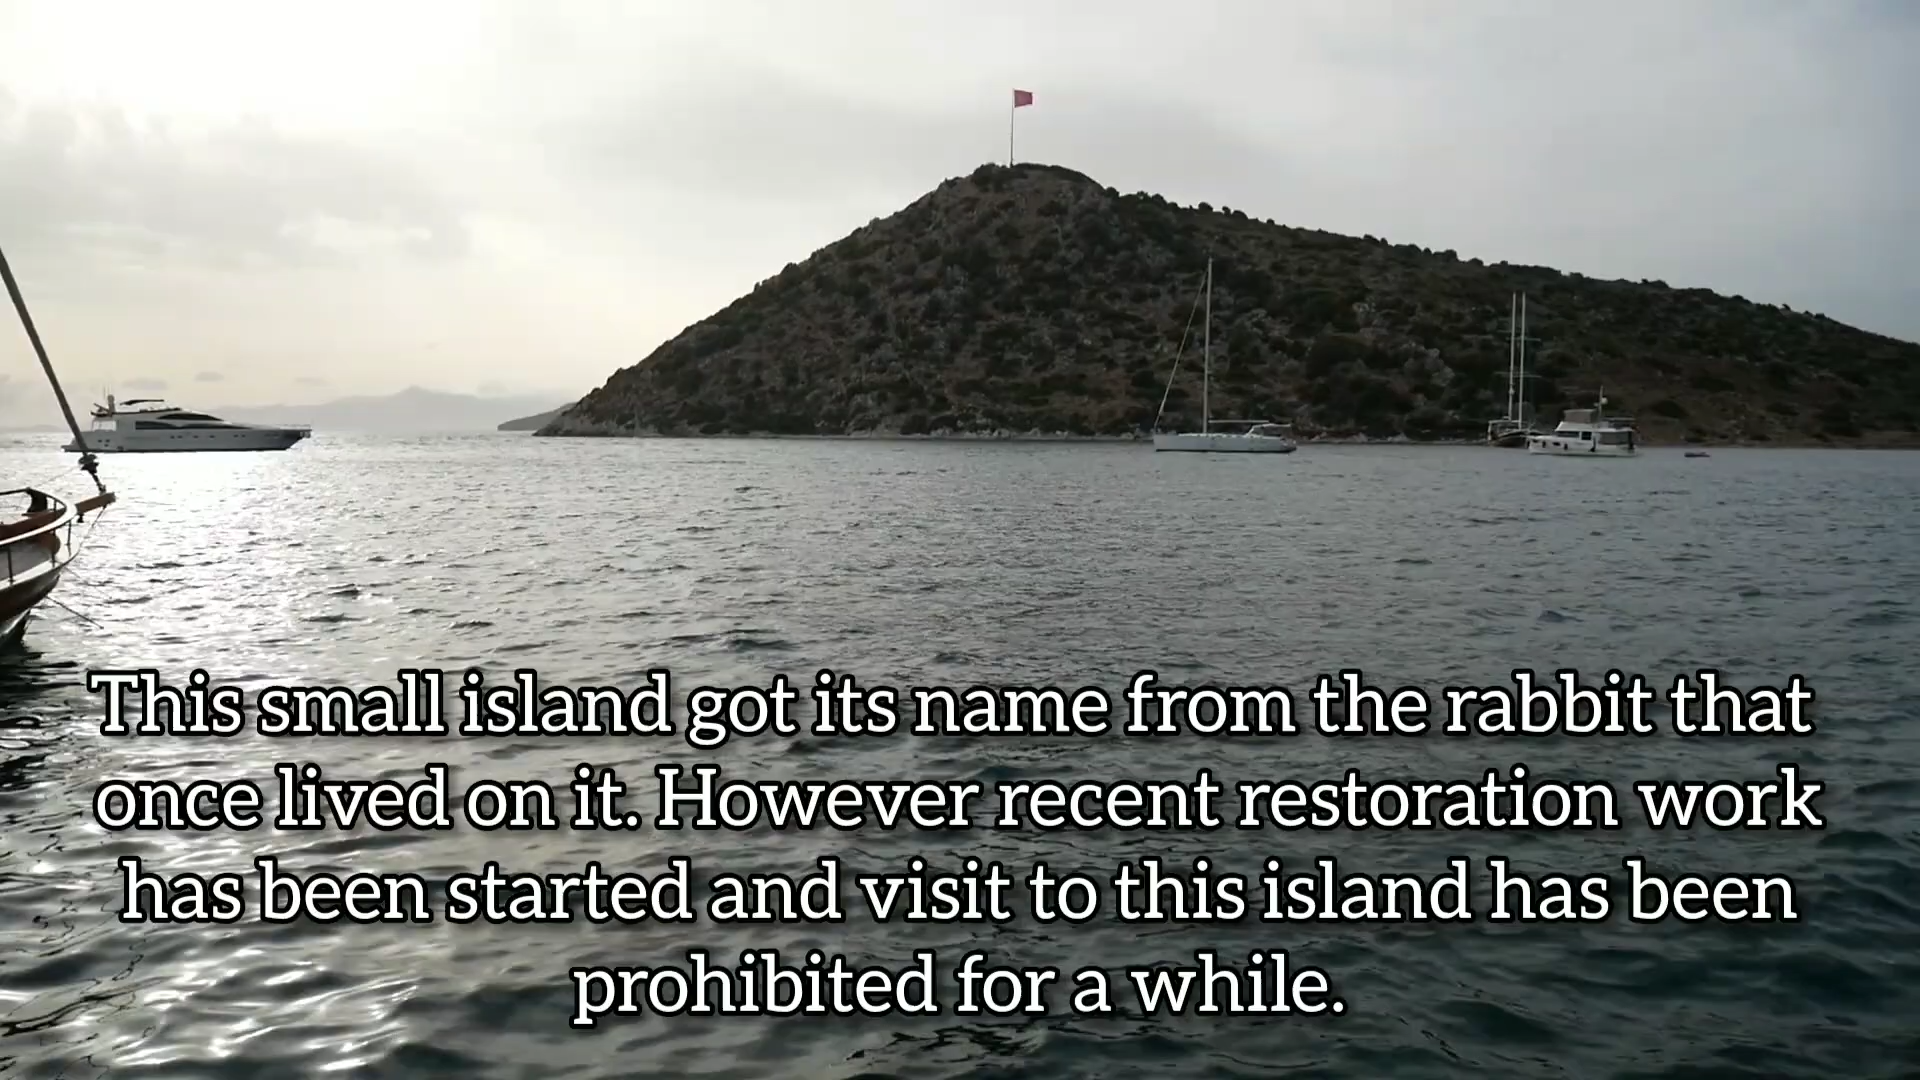 This small island got its name from the rabbit that
once lived on it. However recent restoration work
has been started and visit to this island has been
prohibited for a while.